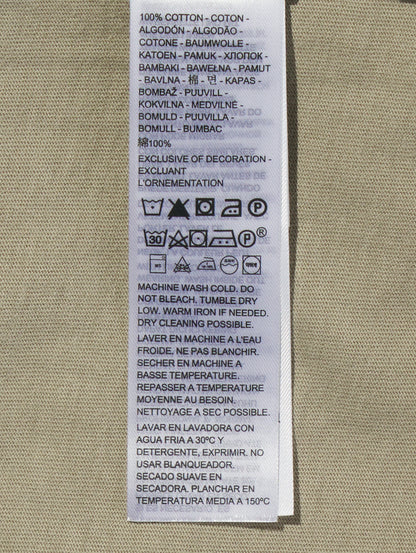 100% COTTON - COTON -
ALGODÓN - ALGODÃO -
COTONE - BAUMWOLLE -
KATOEN - PAMUK - ХЛОПОК -
BAMBAKI - BAWEŁNA - PAMUT
- BAVLNA - 棉 - 면 - KAPAS -
BOMBAŽ - PUUVILL -
KOKVILNA - MEDVILNĖ -
BOMULD - PUUVILLA -
BOMULL - BUMBAC
綿100%
EXCLUSIVE OF DECORATION -
EXCLUANT
L'ORNEMENTATION
P
30 P ®
MACHINE WASH COLD. DO
NOT BLEACH. TUMBLE DRY
LOW. WARM IRON IF NEEDED.
DRY CLEANING POSSIBLE.
LAVER EN MACHINE A L'EAU
FROIDE, NE PAS BLANCHIR.
SECHER EN MACHINE A
BASSE TEMPERATURE.
REPASSER A TEMPERATURE
MOYENNE AU BESOIN.
NETTOYAGE A SEC POSSIBLE.
LAVAR EN LAVADORA CON
AGUA FRIA A 30ºC Y
DETERGENTE, EXPRIMIR. NO
USAR BLANQUEADOR.
SECADO SUAVE EN
SECADORA. PLANCHAR EN
TEMPERATURA MEDIA A 150ºC